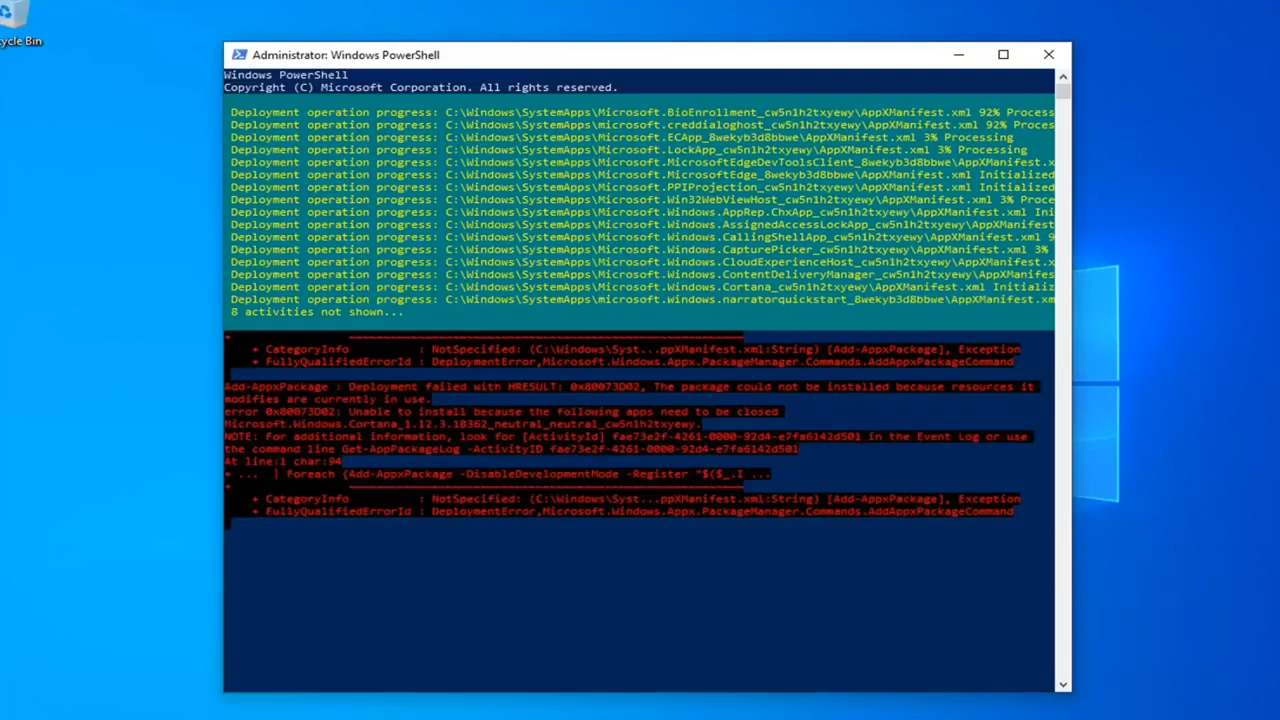 cycle Bin
Administrator: Windows PowerShell
Windows PowerShell
Copyright (C) Microsoft Corporation. All rights reserved.
Deployment operation progress: C:\Windows\SystemApps\Microsoft.BioEnrollment_cw5n1h2txyewy\AppXManifest.xml 92% Proces
Deployment operation progress: C:\Windows\SystemApps\Microsoft.creddialoghost_cw5n1h2txyewy\AppXManifest.xml 92% Proces
Deployment operation progress: C:\Windows\SystemApps\Microsoft.ECApp_8wekyb3d8bbwe\AppXManifest.xml 3% Processing
Deployment operation progress: C:\Windows\SystemApps\Microsoft.LockApp_cw5n1h2txyewy\AppXManifest.xml 3% Processing
Deployment operation progress: C:\Windows\SystemApps\Microsoft.MicrosoftEdgeDevToolsClient_8wekyb3d8bbwe\AppXManifest.x
Deployment operation progress: C:\Windows\SystemApps\Microsoft.MicrosoftEdge_8wekyb3d8bbwe\AppXManifest.xml Initialized
Deployment operation progress: C:\Windows\SystemApps\Microsoft.PPIProjection_cw5n1h2txyewy\AppXManifest.xml Initialized
Deployment operation progress: C:\Windows\SystemApps\Microsoft.Win32WebViewHost_cw5n1h2txyewy\AppXManifest.xml 3% Proce
Deployment operation progress: C:\Windows\SystemApps\Microsoft.Windows.AppRep.ChxApp_cw5n1h2txyewy\AppXManifest.xml Ini
Deployment operation progress: C:\Windows\SystemApps\Microsoft.Windows.AssignedAccessLockApp_cw5n1h2txyewy\AppXManifest
Deployment operation progress: C:\Windows\SystemApps\Microsoft.Windows.CallingShellApp_cw5n1h2txyewy\AppXManifest.xml 9
Deployment operation progress: C:\Windows\SystemApps\Microsoft.Windows.CapturePicker_cw5n1h2txyewy\AppXManifest.xml 3%
Deployment operation progress: C:\Windows\SystemApps\Microsoft.Windows.CloudExperienceHost_cw5n1h2txyewy\AppXManifest.x
Deployment operation progress: C:\Windows\SystemApps\Microsoft.Windows.ContentDeliveryManager_cw5n1h2txyewy\AppXManifes
Deployment operation progress: C:\Windows\SystemApps\Microsoft.Windows.Cortana_cw5n1h2txyewy\AppXManifest.xml Initializ
Deployment operation progress: C:\Windows\SystemApps\Microsoft.Windows.narratorquickstart_8wekyb3d8bbwe\AppXManifest.xm
8 activities not shown...
+ ~~~~~~~~~~~~~~~~~~~~~~~~~~~~~~~~~~~~~~~~~~~~~~~~~~~~~~~~~
+ CategoryInfo : NotSpecified: (C:\Windows\Syst...ppXManifest.xml:String) [Add-AppxPackage], Exception
+ FullyQualifiedErrorId : DeploymentError,Microsoft.Windows.Appx.PackageManager.Commands.AddAppxPackageCommand
Add-AppxPackage : Deployment failed with HRESULT: 0x80073D02, The package could not be installed because resources it
modifies are currently in use.
error 0x80073D02: Unable to install because the following apps need to be closed
Microsoft.Windows.Cortana_1.12.3.18362_neutral_neutral_cw5n1h2txyewy.
NOTE: For additional information, look for [ActivityId] fae73e2f-4261-0000-92d4-e7fa6142d501 in the Event Log or use
the command line Get-AppPackageLog -ActivityID fae73e2f-4261-0000-92d4-e7fa6142d501
At line:1 char:94
+ ... | Foreach {Add-AppxPackage -DisableDevelopmentMode -Register "$($_.I ...
+ ~~~~~~~~~~~~~~~~~~~~~~~~~~~~~~~~~~~~~~~~~~~~~~~~~~~~~~~~~
+ CategoryInfo : NotSpecified: (C:\Windows\Syst...ppXManifest.xml:String) [Add-AppxPackage], Exception
+ FullyQualifiedErrorId : DeploymentError,Microsoft.Windows.Appx.PackageManager.Commands.AddAppxPackageCommand